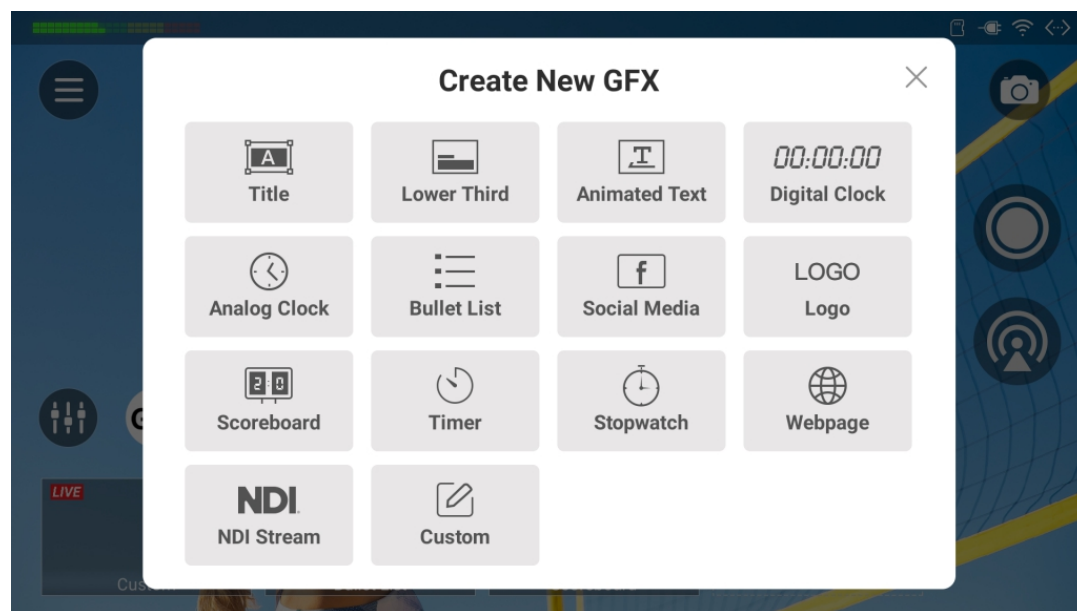 Create New GFX
A
Title
Lower Third
T
Animated Text
00:00:00
Digital Clock
Analog Clock
Bullet List
f
Social Media
LOGO
Logo
2:0
Scoreboard
Timer
Stopwatch
Webpage
NDI
NDI Stream
Custom
LIVE